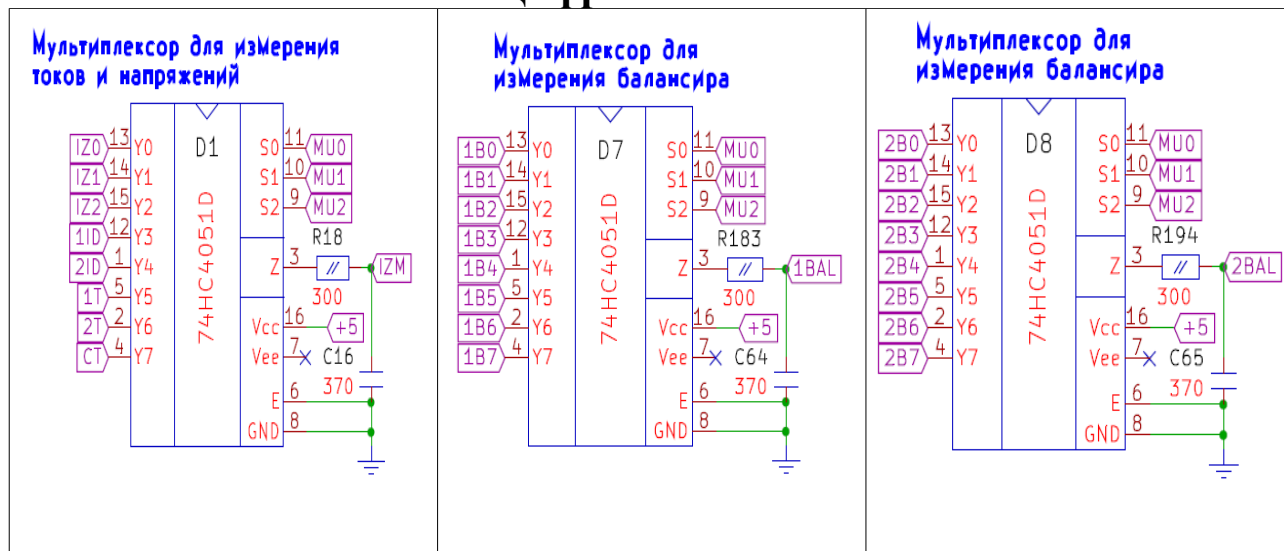 Мультиплексор для измерения
токов и напряжений
D1
74HC4051D
IZ0 13 Y0
IZ1 14 Y1
IZ2 15 Y2
1ID 12 Y3
2ID 1 Y4
1T 5 Y5
2T 2 Y6
CT 4 Y7
S0 11 MU0
S1 10 MU1
S2 9 MU2
R18
Z 3 IZM
300
Vcc 16 +5
Vee 7 C16
370
E 6
GND 8
Мультиплексор для
измерения балансира
D7
74HC4051D
1B0 13 Y0
1B1 14 Y1
1B2 15 Y2
1B3 12 Y3
1B4 1 Y4
1B5 5 Y5
1B6 2 Y6
1B7 4 Y7
S0 11 MU0
S1 10 MU1
S2 9 MU2
R183
Z 3 1BAL
300
Vcc 16 +5
Vee 7 C64
370
E 6
GND 8
Мультиплексор для
измерения балансира
D8
74HC4051D
2B0 13 Y0
2B1 14 Y1
2B2 15 Y2
2B3 12 Y3
2B4 1 Y4
2B5 5 Y5
2B6 2 Y6
2B7 4 Y7
S0 11 MU0
S1 10 MU1
S2 9 MU2
R194
Z 3 2BAL
300
Vcc 16 +5
Vee 7 C65
370
E 6
GND 8